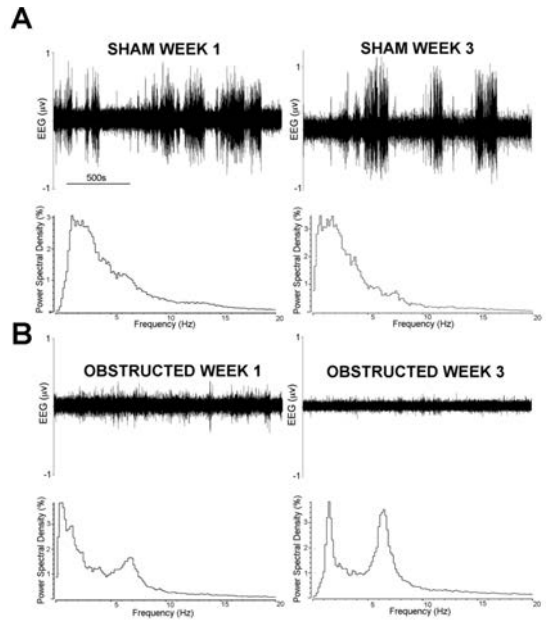 A
SHAM WEEK 1
SHAM WEEK 3
1
EEG (μv)
-1
500s
1
EEG (μv)
-1
3
2
1
Power Spectral Density (%)
5
10
15
20
Frequency (Hz)
3
2
1
Power Spectral Density (%)
5
10
15
20
Frequency (Hz)
B
OBSTRUCTED WEEK 1
OBSTRUCTED WEEK 3
1
EEG (μv)
-1
1
EEG (μv)
-1
3
2
1
Power Spectral Density (%)
5
10
15
20
Frequency (Hz)
3
2
1
Power Spectral Density (%)
5
10
15
20
Frequency (Hz)